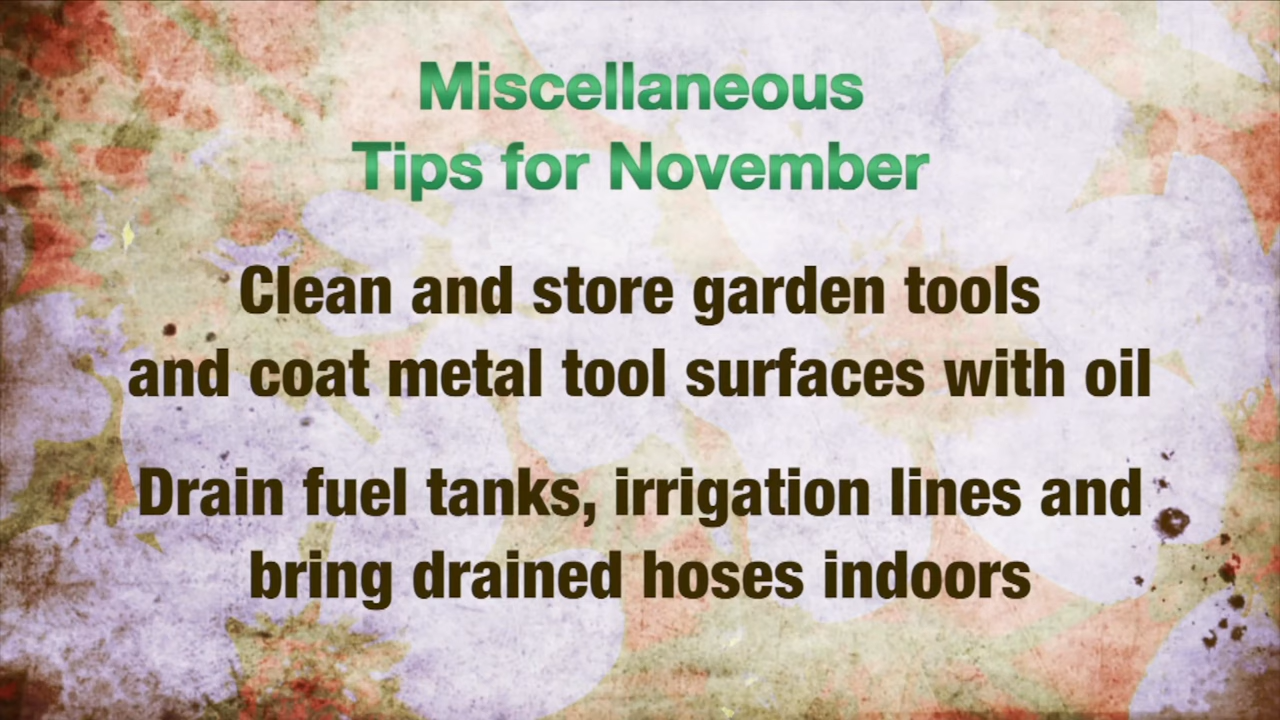 Miscellaneous
Tips for November
Clean and store garden tools
and coat metal tool surfaces with oil
Drain fuel tanks, irrigation lines and
bring drained hoses indoors